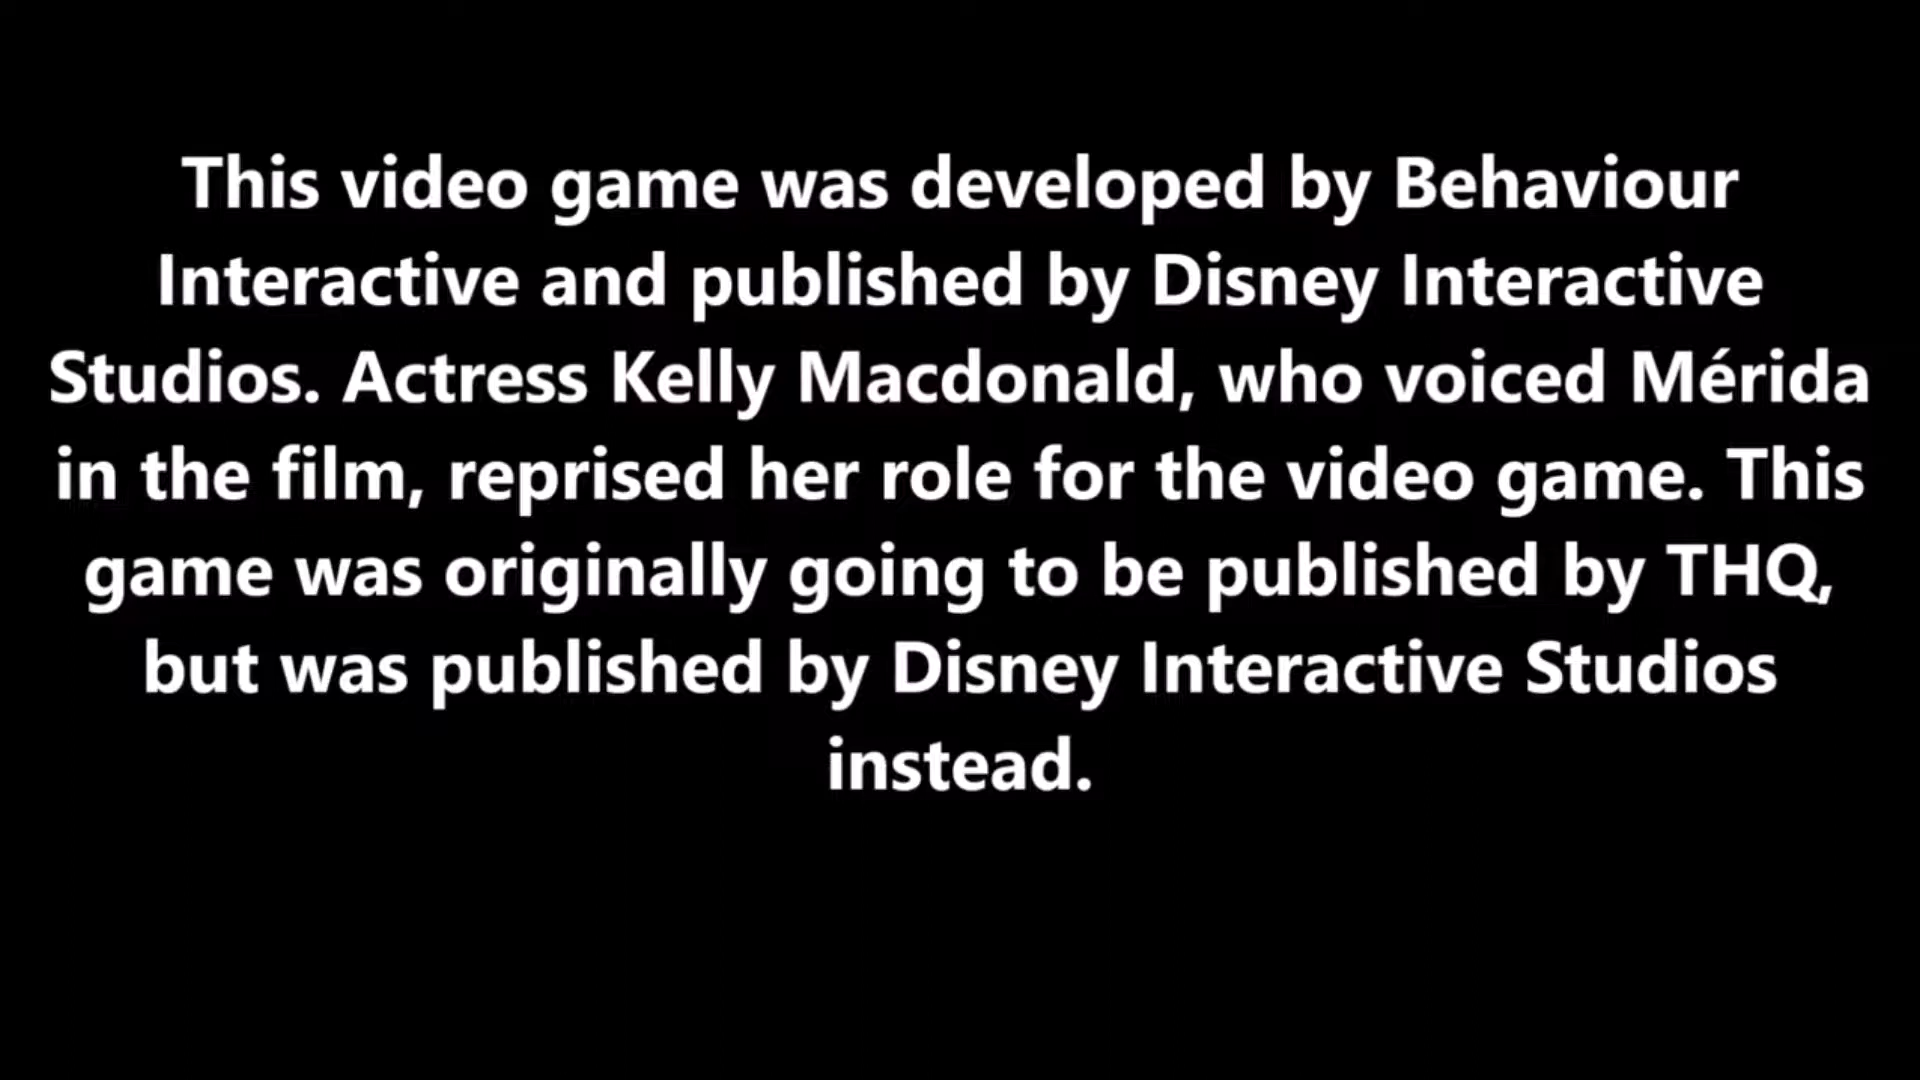 This video game was developed by Behaviour
Interactive and published by Disney Interactive
Studios. Actress Kelly Macdonald, who voiced Mérida
in the film, reprised her role for the video game. This
game was originally going to be published by THQ,
but was published by Disney Interactive Studios
instead.